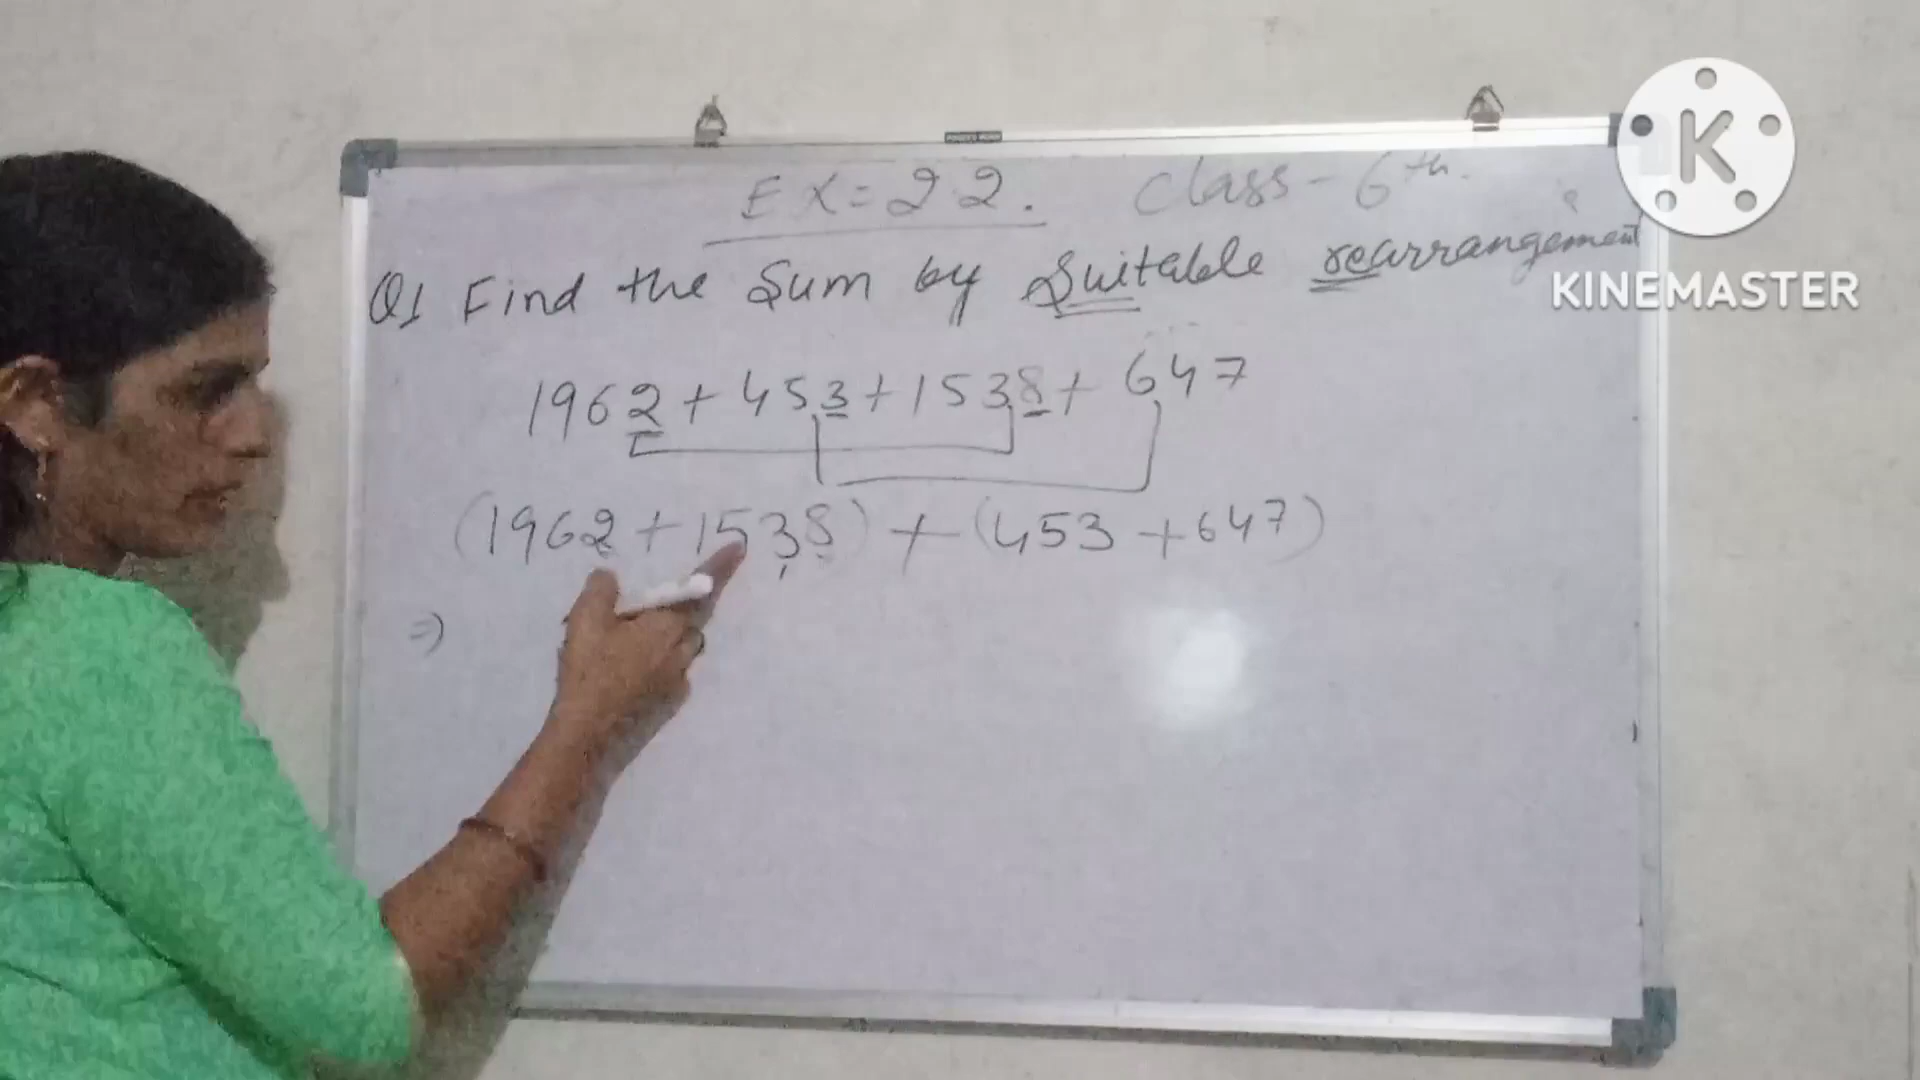 EX = 2.2. Class - 6th.
Q1 Find the Sum by Suitable rearrangement
1962 + 453 + 1538 + 647
(1962 + 1538) + (453 + 647)
=)
K
KINEMASTER